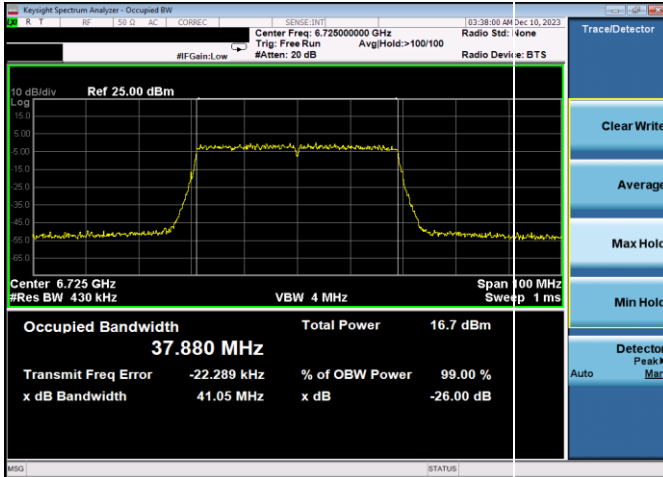 Keysight Spectrum Analyzer - Occupied BW
R T RF 50 Ω AC CORREC SENSE:INT 03:38:00 AM Dec 10, 2023
Center Freq: 6.725000000 GHz Radio Std: None
Trig: Free Run Avg|Hold:>100/100
#IFGain:Low #Atten: 20 dB Radio Device: BTS
Trace/Detector
10 dB/div Ref 25.00 dBm
Log
15.0
5.00
-5.00
-15.0
-25.0
-35.0
-45.0
-55.0
-65.0
Center 6.725 GHz Span 100 MHz
#Res BW 430 kHz VBW 4 MHz Sweep 1 ms
Occupied Bandwidth Total Power 16.7 dBm
37.880 MHz
Transmit Freq Error -22.289 kHz % of OBW Power 99.00 %
x dB Bandwidth 41.05 MHz x dB -26.00 dB
Clear Write
Average
Max Hold
Min Hold
Detector
Peak
Auto Man
MSG STATUS